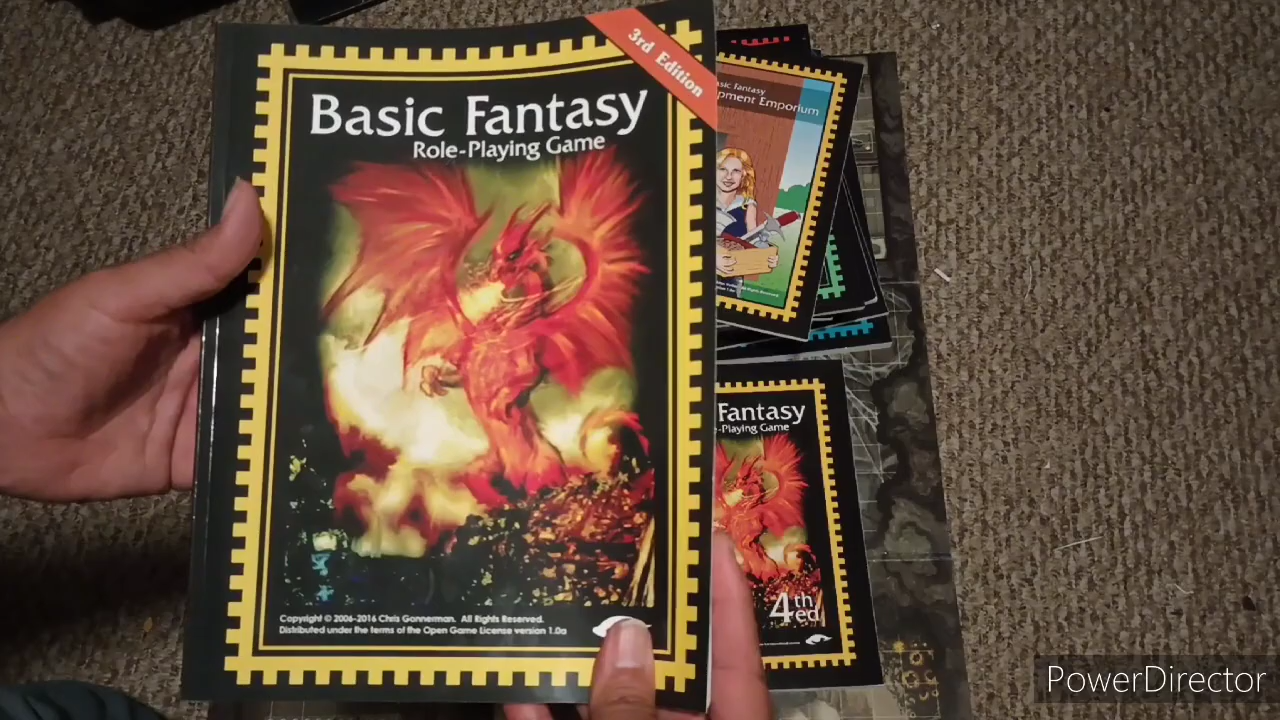 3rd Edition
Basic Fantasy
Role-Playing Game
Copyright © 2006-2016 Chris Gonnerman. All Rights Reserved.
Distributed under the terms of the Open Game License version 1.0a
sic Fantasy
pment Emporium
Fantasy
-Playing Game
4th
ed.
PowerDirector